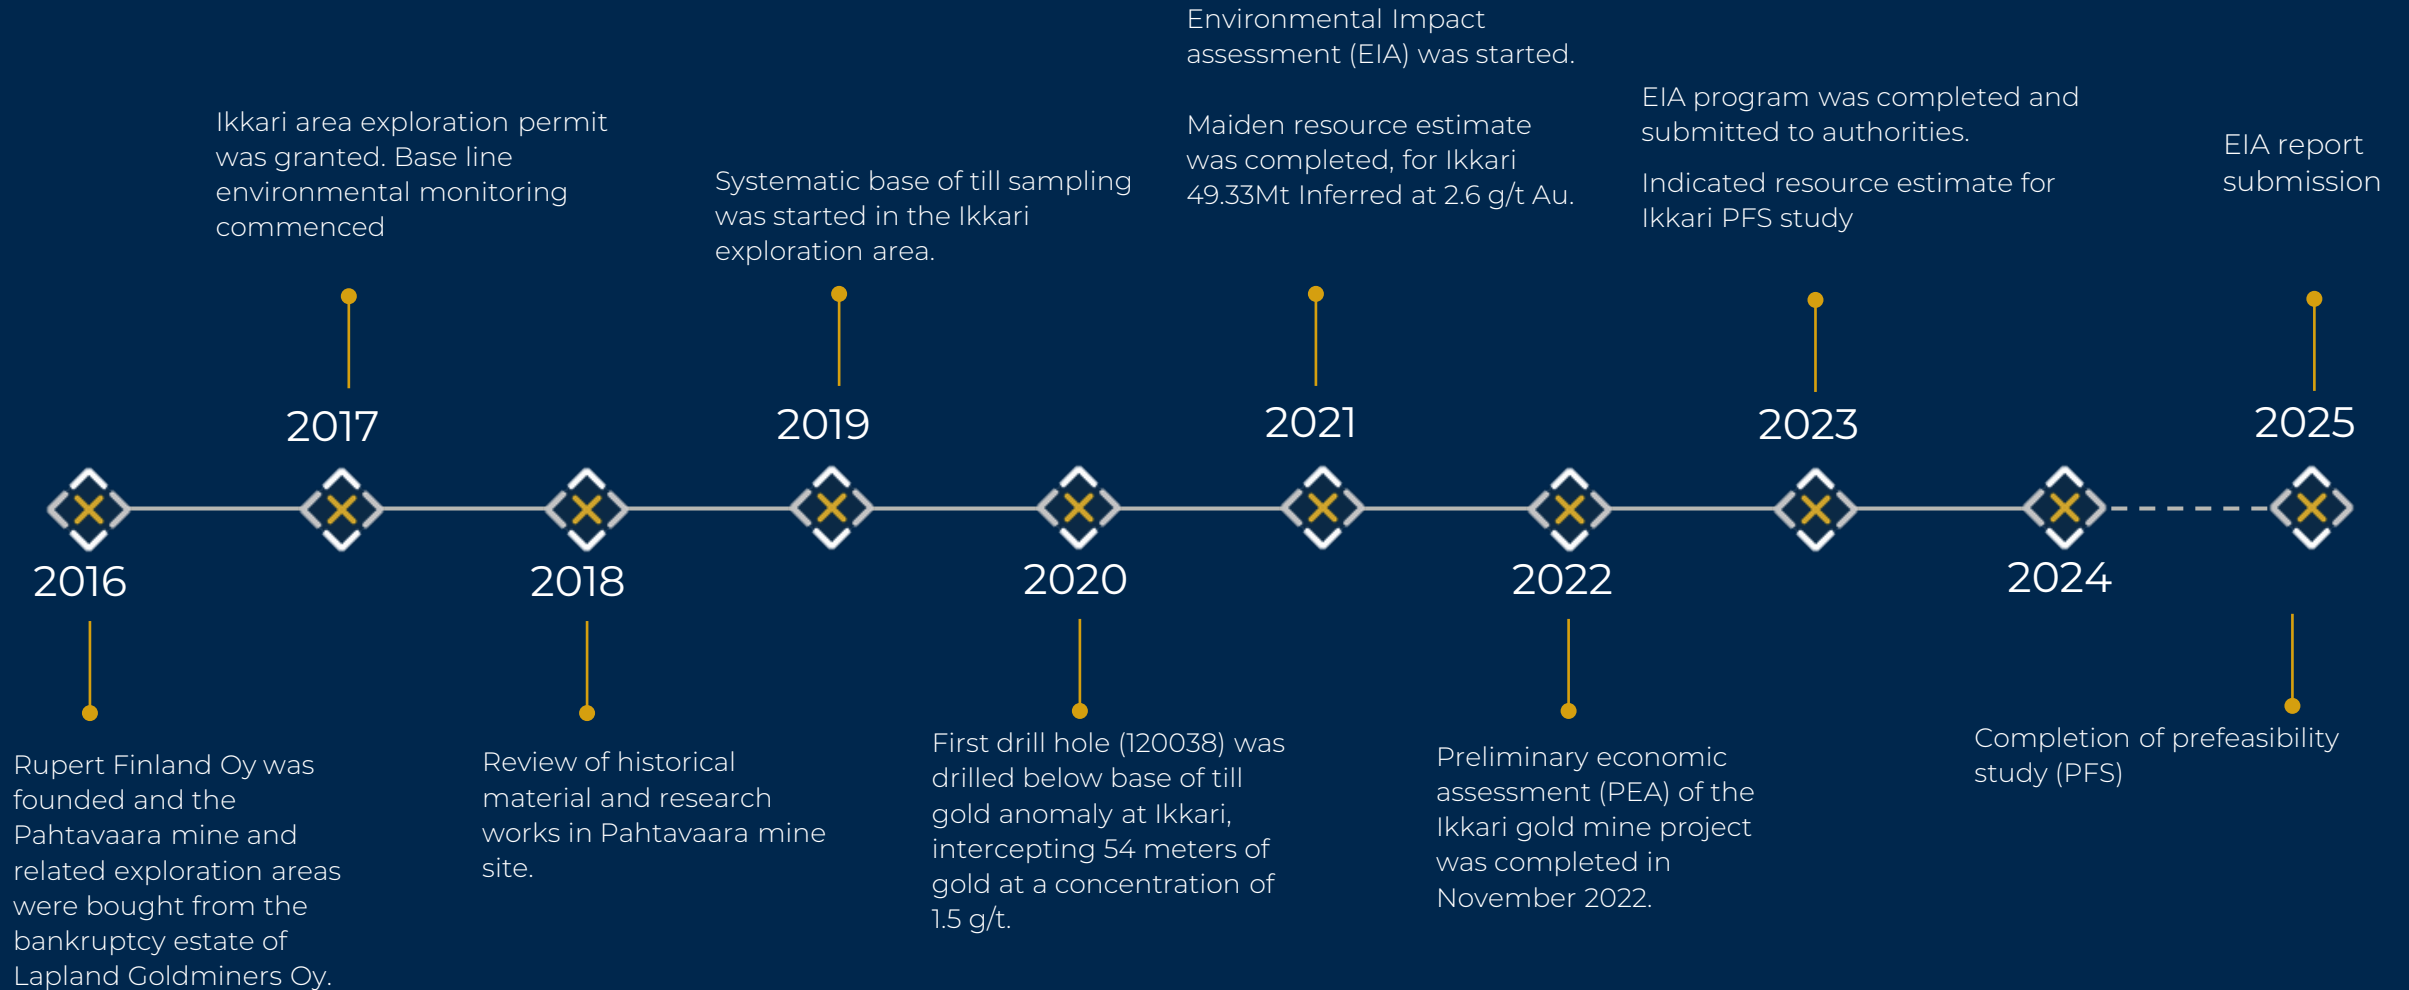 Ikkari area exploration permit
was granted. Base line
environmental monitoring
commenced
2017
Systematic base of till sampling
was started in the Ikkari
exploration area.
2019
Environmental Impact
assessment (EIA) was started.
Maiden resource estimate
was completed, for Ikkari
49.33Mt Inferred at 2.6 g/t Au.
2021
EIA program was completed and
submitted to authorities.
Indicated resource estimate for
Ikkari PFS study
2023
EIA report
submission
2025
2016
Rupert Finland Oy was
founded and the
Pahtavaara mine and
related exploration areas
were bought from the
bankruptcy estate of
Lapland Goldminers Oy.
2018
Review of historical
material and research
works in Pahtavaara mine
site.
2020
First drill hole (120038) was
drilled below base of till
gold anomaly at Ikkari,
intercepting 54 meters of
gold at a concentration of
1.5 g/t.
2022
Preliminary economic
assessment (PEA) of the
Ikkari gold mine project
was completed in
November 2022.
2024
Completion of prefeasibility
study (PFS)